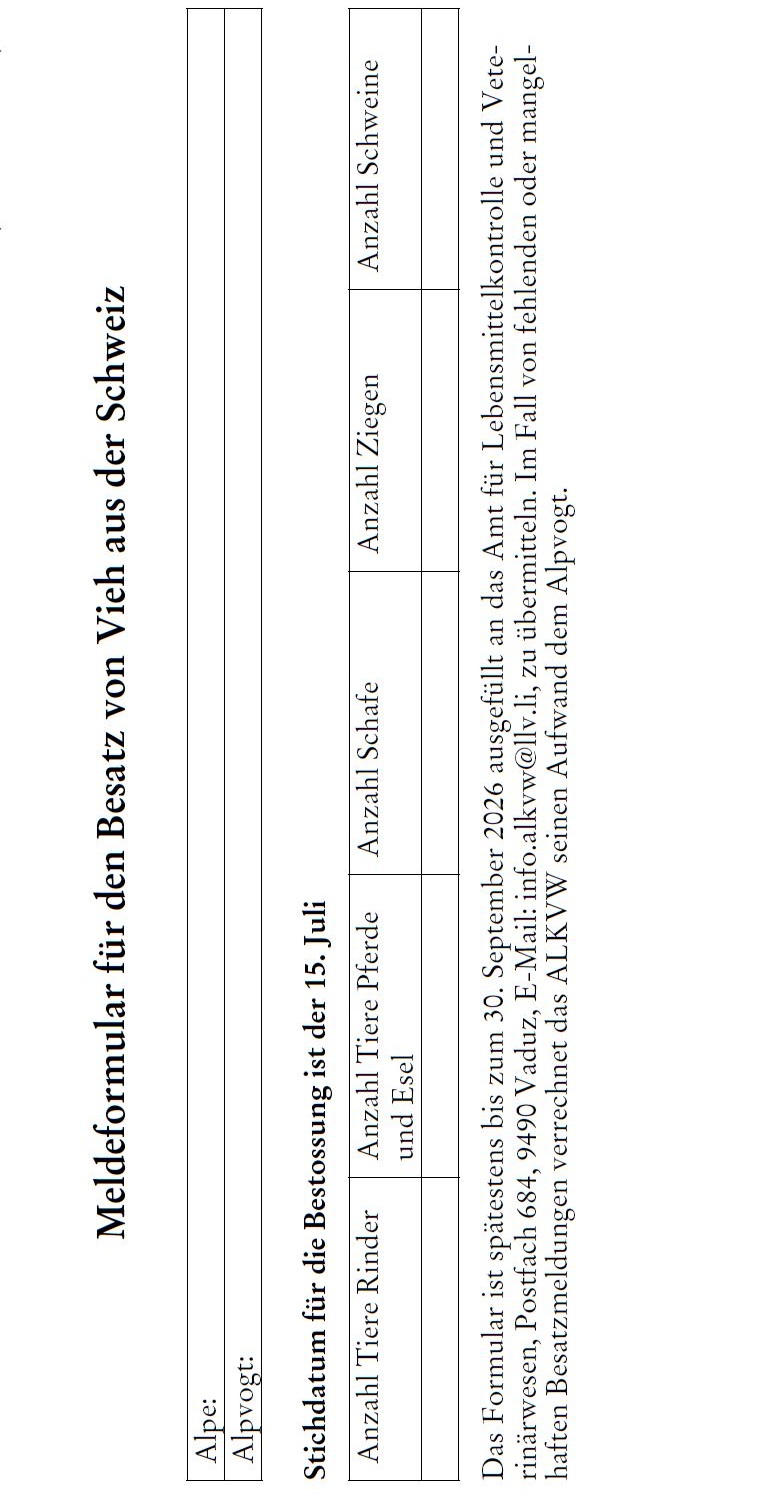 Meldeformular für den Besatz von Vieh aus der Schweiz
Alpe:
Alpvogt:
Stichdatum für die Bestossung ist der 15. Juli
Anzahl Tiere Rinder
Anzahl Tiere Pferde
und Esel
Anzahl Schafe
Anzahl Ziegen
Anzahl Schweine
Das Formular ist spätestens bis zum 30. September 2026 ausgefüllt an das Amt für Lebensmittelkontrolle und Vete-
rinärwesen, Postfach 684, 9490 Vaduz, E-Mail: info.alkvw@llv.li, zu übermitteln. Im Fall von fehlenden oder mangel-
haften Besatzmeldungen verrechnet das ALKVW seinen Aufwand dem Alpvogt.